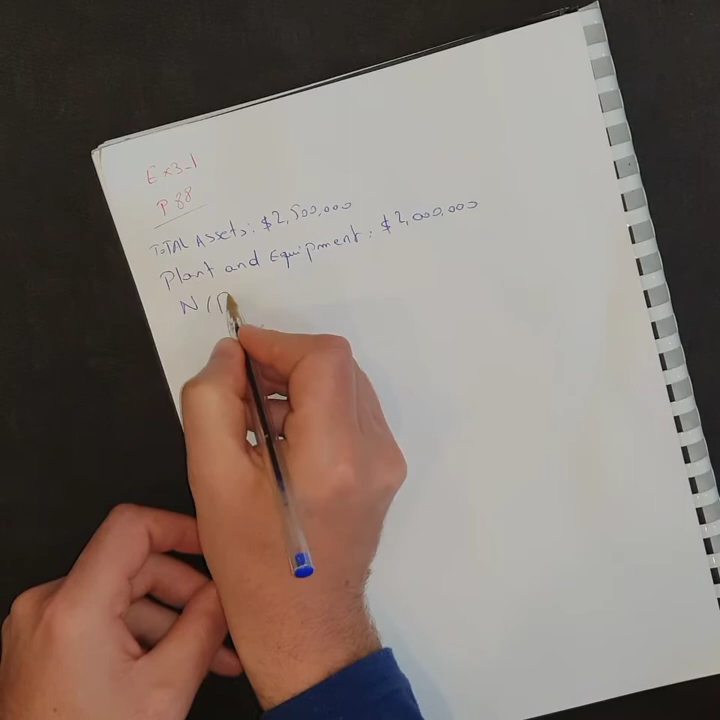 Ex3-1
P 88
TOTAL Assets: $2,500,000
Plant and Equipment: $2,000,000
N/P